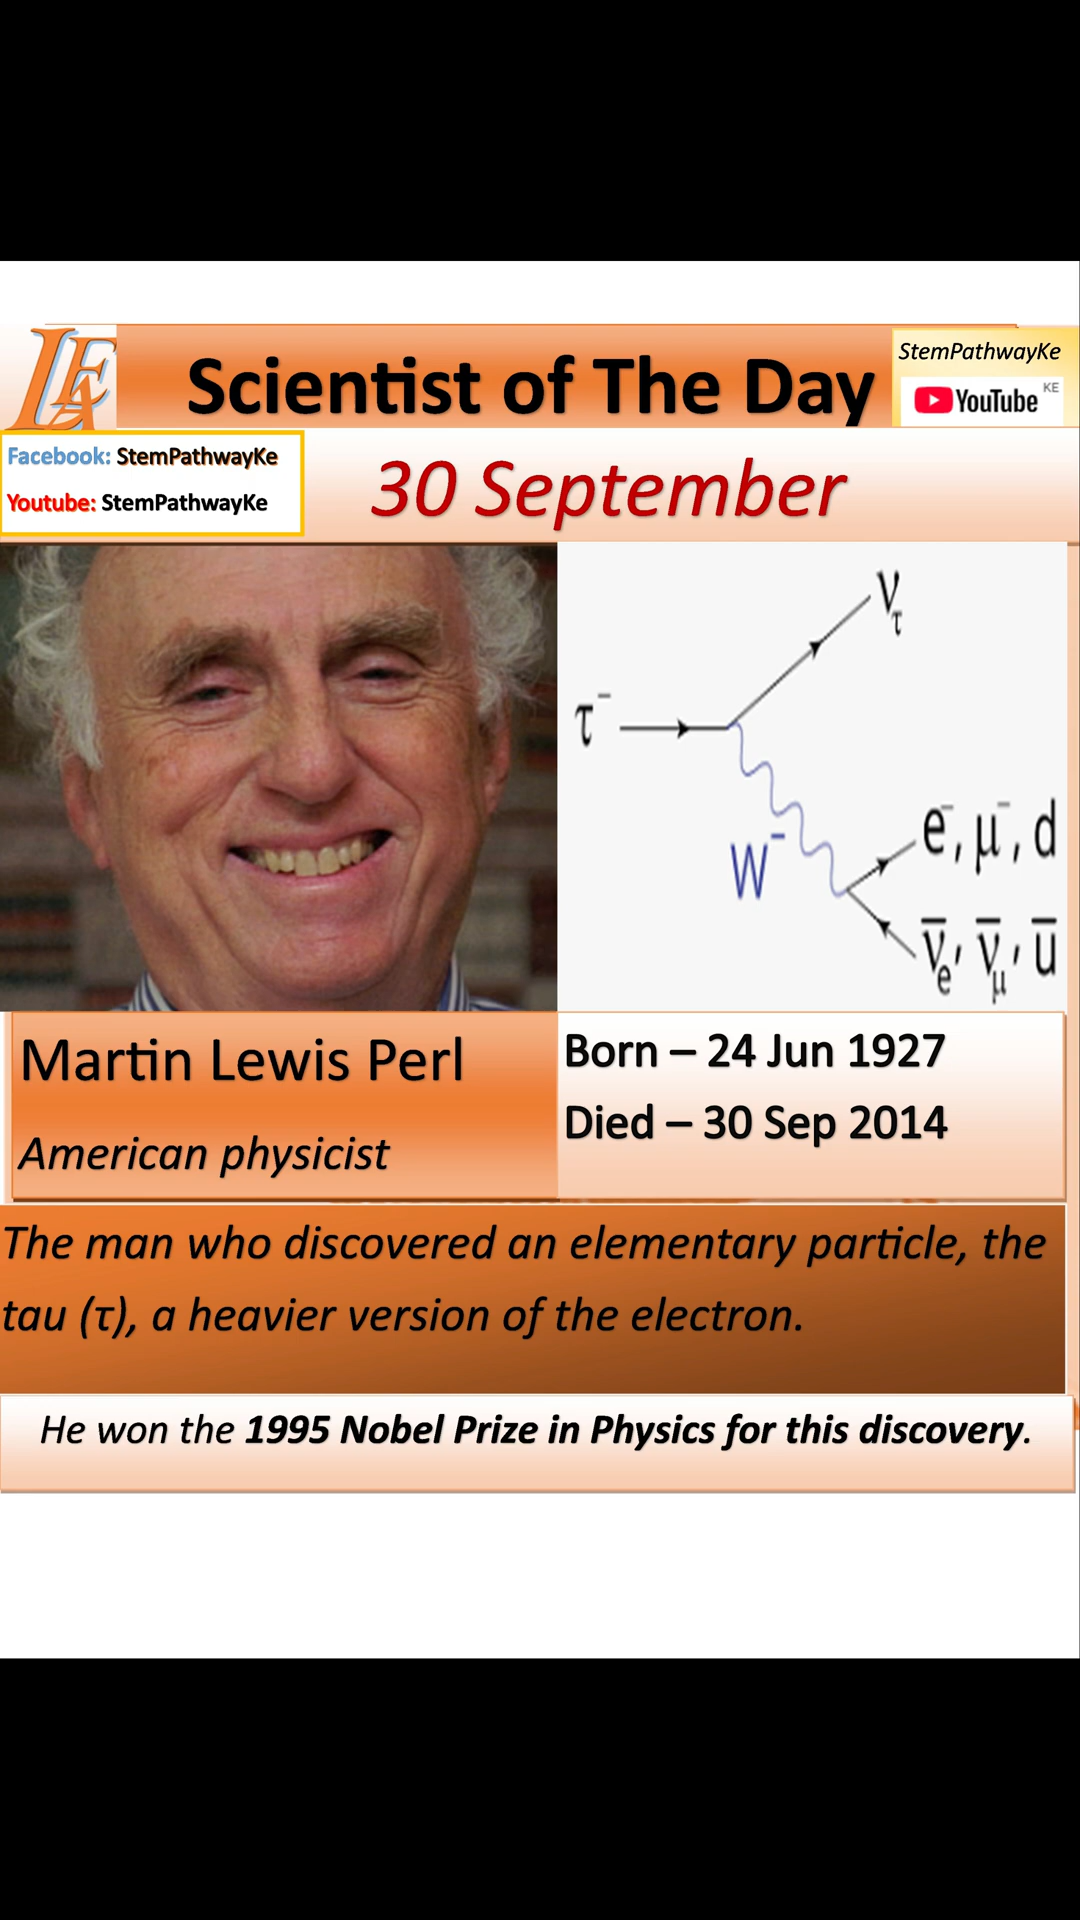 LEA
Scientist of The Day
StemPathwayKe
YouTube KE
Facebook: StemPathwayKe
Youtube: StemPathwayKe
30 September
ντ
τ⁻
W⁻
e⁻, μ⁻, d
ν̅e, ν̅μ, u̅
Martin Lewis Perl
American physicist
Born – 24 Jun 1927
Died – 30 Sep 2014
The man who discovered an elementary particle, the
tau (τ), a heavier version of the electron.
He won the 1995 Nobel Prize in Physics for this discovery.